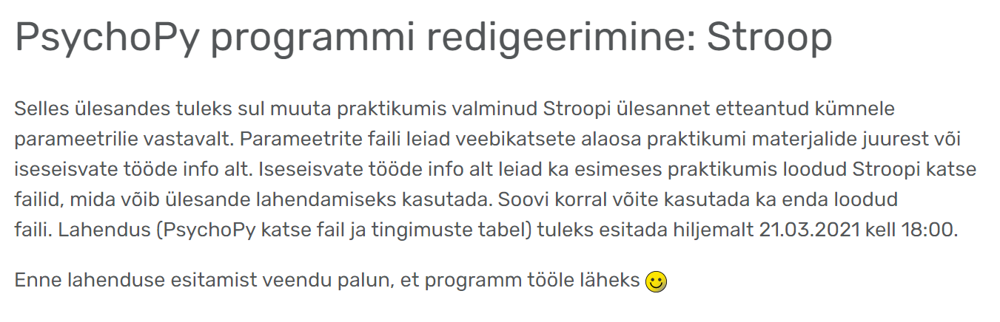 PsychoPy programmi redigeerimine: Stroop
Selles ülesandes tuleks sul muuta praktikumis valminud Stroopi ülesannet etteantud kümnele
parameetrilie vastavalt. Parameetrite faili leiad veebikatsete alaosa praktikumi materjalide juurest või
iseseisvate tööde info alt. Iseseisvate tööde info alt leiad ka esimeses praktikumis loodud Stroopi katse
failid, mida võib ülesande lahendamiseks kasutada. Soovi korral võite kasutada ka enda loodud
faili. Lahendus (PsychoPy katse fail ja tingimuste tabel) tuleks esitada hiljemalt 21.03.2021 kell 18:00.
Enne lahenduse esitamist veendu palun, et programm tööle läheks